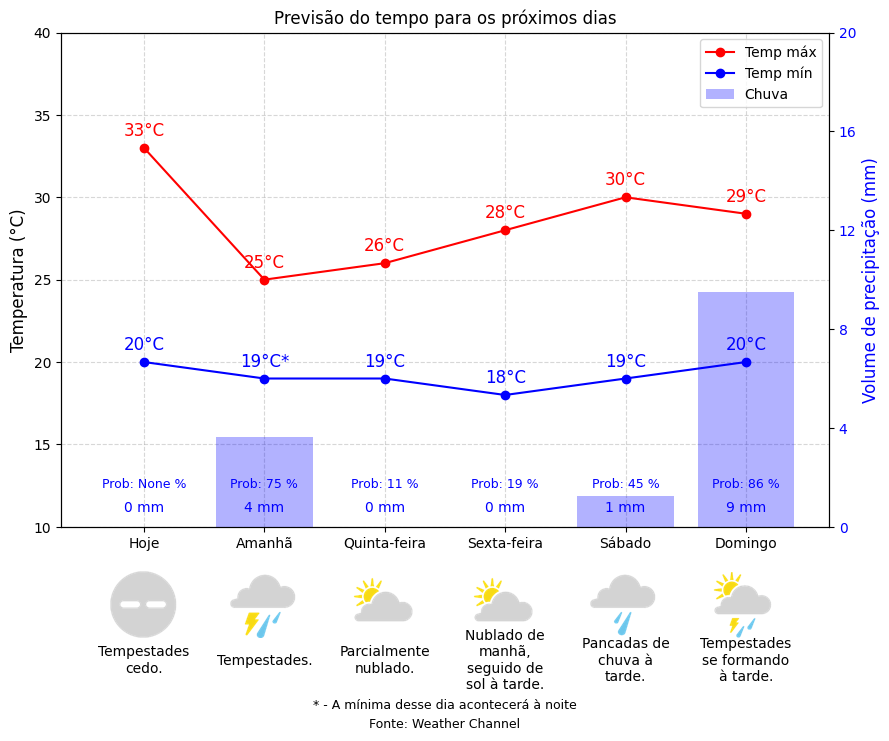 Previsão do tempo para os próximos dias
Temp máx
Temp mín
Chuva
Temperatura (°C)
Volume de precipitação (mm)
40
35
30
25
20
15
10
20
16
12
8
4
0
33°C
25°C
26°C
28°C
30°C
29°C
20°C
19°C*
19°C
18°C
19°C
20°C
Prob: None %
Prob: 75 %
Prob: 11 %
Prob: 19 %
Prob: 45 %
Prob: 86 %
0 mm
4 mm
0 mm
0 mm
1 mm
9 mm
Hoje
Amanhã
Quinta-feira
Sexta-feira
Sábado
Domingo
Tempestades
cedo.
Tempestades.
Parcialmente
nublado.
Nublado de
manhã,
seguido de
sol à tarde.
Pancadas de
chuva à
tarde.
Tempestades
se formando
à tarde.
* - A mínima desse dia acontecerá à noite
Fonte: Weather Channel